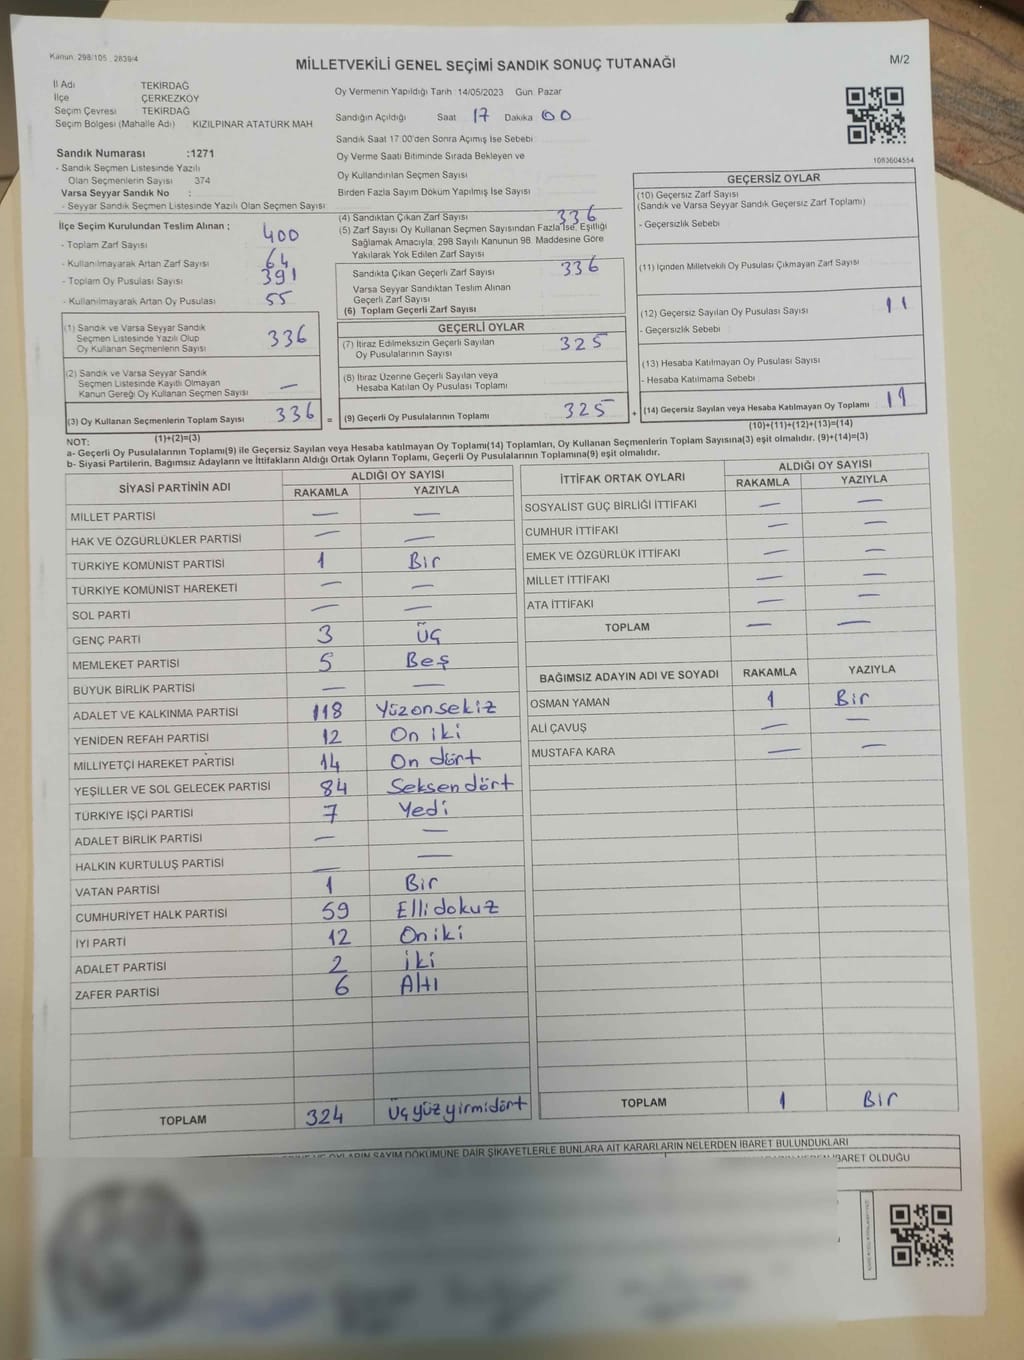 Kanun: 298/105, 2839/4
MİLLETVEKİLİ GENEL SEÇİMİ SANDIK SONUÇ TUTANAĞI
M/2
İl Adı TEKİRDAĞ
İlçe ÇERKEZKÖY
Seçim Çevresi TEKİRDAĞ
Seçim Bölgesi (Mahalle Adı) KIZILPINAR ATATÜRK MAH
Oy Vermenin Yapıldığı Tarih: 14/05/2023 Gün: Pazar
Sandığın Açıldığı Saat 17 Dakika 00
Sandık Saat 17:00'den Sonra Açımış İse Sebebi
Oy Verme Saati Bitiminde Sırada Bekleyen ve
Oy Kullandırılan Seçmen Sayısı
Birden Fazla Sayım Döküm Yapılmış İse Sayısı
1083604554
Sandık Numarası :1271
- Sandık Seçmen Listesinde Yazılı
Olan Seçmenlerin Sayısı 374
Varsa Seyyar Sandık No :
- Seyyar Sandık Seçmen Listesinde Yazılı Olan Seçmen Sayısı:
İlçe Seçim Kurulundan Teslim Alınan ;
- Toplam Zarf Sayısı 400
- Kullanılmayarak Artan Zarf Sayısı 64
- Toplam Oy Pusulası Sayısı 391
- Kullanılmayarak Artan Oy Pusulası 55
(1) Sandık ve Varsa Seyyar Sandık
Seçmen Listesinde Yazılı Olup
Oy Kullanan Seçmenlerin Sayısı 336
(2) Sandık ve Varsa Seyyar Sandık
Seçmen Listesinde Kayıtlı Olmayan
Kanun Gereği Oy Kullanan Seçmen Sayısı —
(3) Oy Kullanan Seçmenlerin Toplam Sayısı 336 =
(1)+(2)=(3)
(4) Sandıktan Çıkan Zarf Sayısı 336
(5) Zarf Sayısı Oy Kullanan Seçmen Sayısından Fazla İse, Eşitliği
Sağlamak Amacıyla, 298 Sayılı Kanunun 98. Maddesine Göre
Yakılarak Yok Edilen Zarf Sayısı
Sandıkta Çıkan Geçerli Zarf Sayısı 336
Varsa Seyyar Sandıktan Teslim Alınan
Geçerli Zarf Sayısı
(6) Toplam Geçerli Zarf Sayısı
GEÇERLİ OYLAR
(7) İtiraz Edilmeksizin Geçerli Sayılan
Oy Pusulalarının Sayısı 325
(8) İtiraz Üzerine Geçerli Sayılan veya
Hesaba Katılan Oy Pusulası Toplamı
(9) Geçerli Oy Pusulalarının Toplamı 325 +
GEÇERSİZ OYLAR
(10) Geçersiz Zarf Sayısı
(Sandık ve Varsa Seyyar Sandık Geçersiz Zarf Toplamı)
- Geçersizlik Sebebi
(11) İçinden Milletvekili Oy Pusulası Çıkmayan Zarf Sayısı
(12) Geçersiz Sayılan Oy Pusulası Sayısı 11
- Geçersizlik Sebebi
(13) Hesaba Katılmayan Oy Pusulası Sayısı
- Hesaba Katılmama Sebebi
(14) Geçersiz Sayılan veya Hesaba Katılmayan Oy Toplamı 11
(10)+(11)+(12)+(13)=(14)
NOT:
a- Geçerli Oy Pusulalarının Toplamı(9) ile Geçersiz Sayılan veya Hesaba katılmayan Oy Toplamı(14) Toplamları, Oy Kullanan Seçmenlerin Toplam Sayısına(3) eşit olmalıdır. (9)+(14)=(3)
b- Siyasi Partilerin, Bağımsız Adayların ve İttifakların Aldığı Ortak Oyların Toplamı, Geçerli Oy Pusulalarının Toplamına(9) eşit olmalıdır.
SİYASİ PARTİNİN ADI ALDIĞI OY SAYISI
RAKAMLA YAZIYLA
MİLLET PARTİSİ — —
HAK VE ÖZGÜRLÜKLER PARTİSİ — —
TÜRKİYE KOMÜNİST PARTİSİ 1 Bir
TÜRKİYE KOMÜNİST HAREKETİ — —
SOL PARTİ — —
GENÇ PARTİ 3 Üç
MEMLEKET PARTİSİ 5 Beş
BÜYÜK BİRLİK PARTİSİ — —
ADALET VE KALKINMA PARTİSİ 118 Yüzonsekiz
YENİDEN REFAH PARTİSİ 12 On iki
MİLLİYETÇİ HAREKET PARTİSİ 14 On dört
YEŞİLLER VE SOL GELECEK PARTİSİ 84 Seksen dört
TÜRKİYE İŞÇİ PARTİSİ 7 Yedi
ADALET BİRLİK PARTİSİ — —
HALKIN KURTULUŞ PARTİSİ — —
VATAN PARTİSİ 1 Bir
CUMHURİYET HALK PARTİSİ 59 Elli dokuz
İYİ PARTİ 12 On iki
ADALET PARTİSİ 2 İki
ZAFER PARTİSİ 6 Altı
TOPLAM 324 Üç yüz yirmidört
İTTİFAK ORTAK OYLARI ALDIĞI OY SAYISI
RAKAMLA YAZIYLA
SOSYALİST GÜÇ BİRLİĞİ İTTİFAKI — —
CUMHUR İTTİFAKI — —
EMEK VE ÖZGÜRLÜK İTTİFAKI — —
MİLLET İTTİFAKI — —
ATA İTTİFAKI — —
TOPLAM — —
BAĞIMSIZ ADAYIN ADI VE SOYADI RAKAMLA YAZIYLA
OSMAN YAMAN 1 Bir
ALİ ÇAVUŞ — —
MUSTAFA KARA — —
TOPLAM 1 Bir
SAYIM DÖKÜMÜNE DAİR ŞİKAYETLERLE BUNLARA AİT KARARLARIN NELERDEN İBARET BULUNDUKLARI
İBARET OLDUĞU